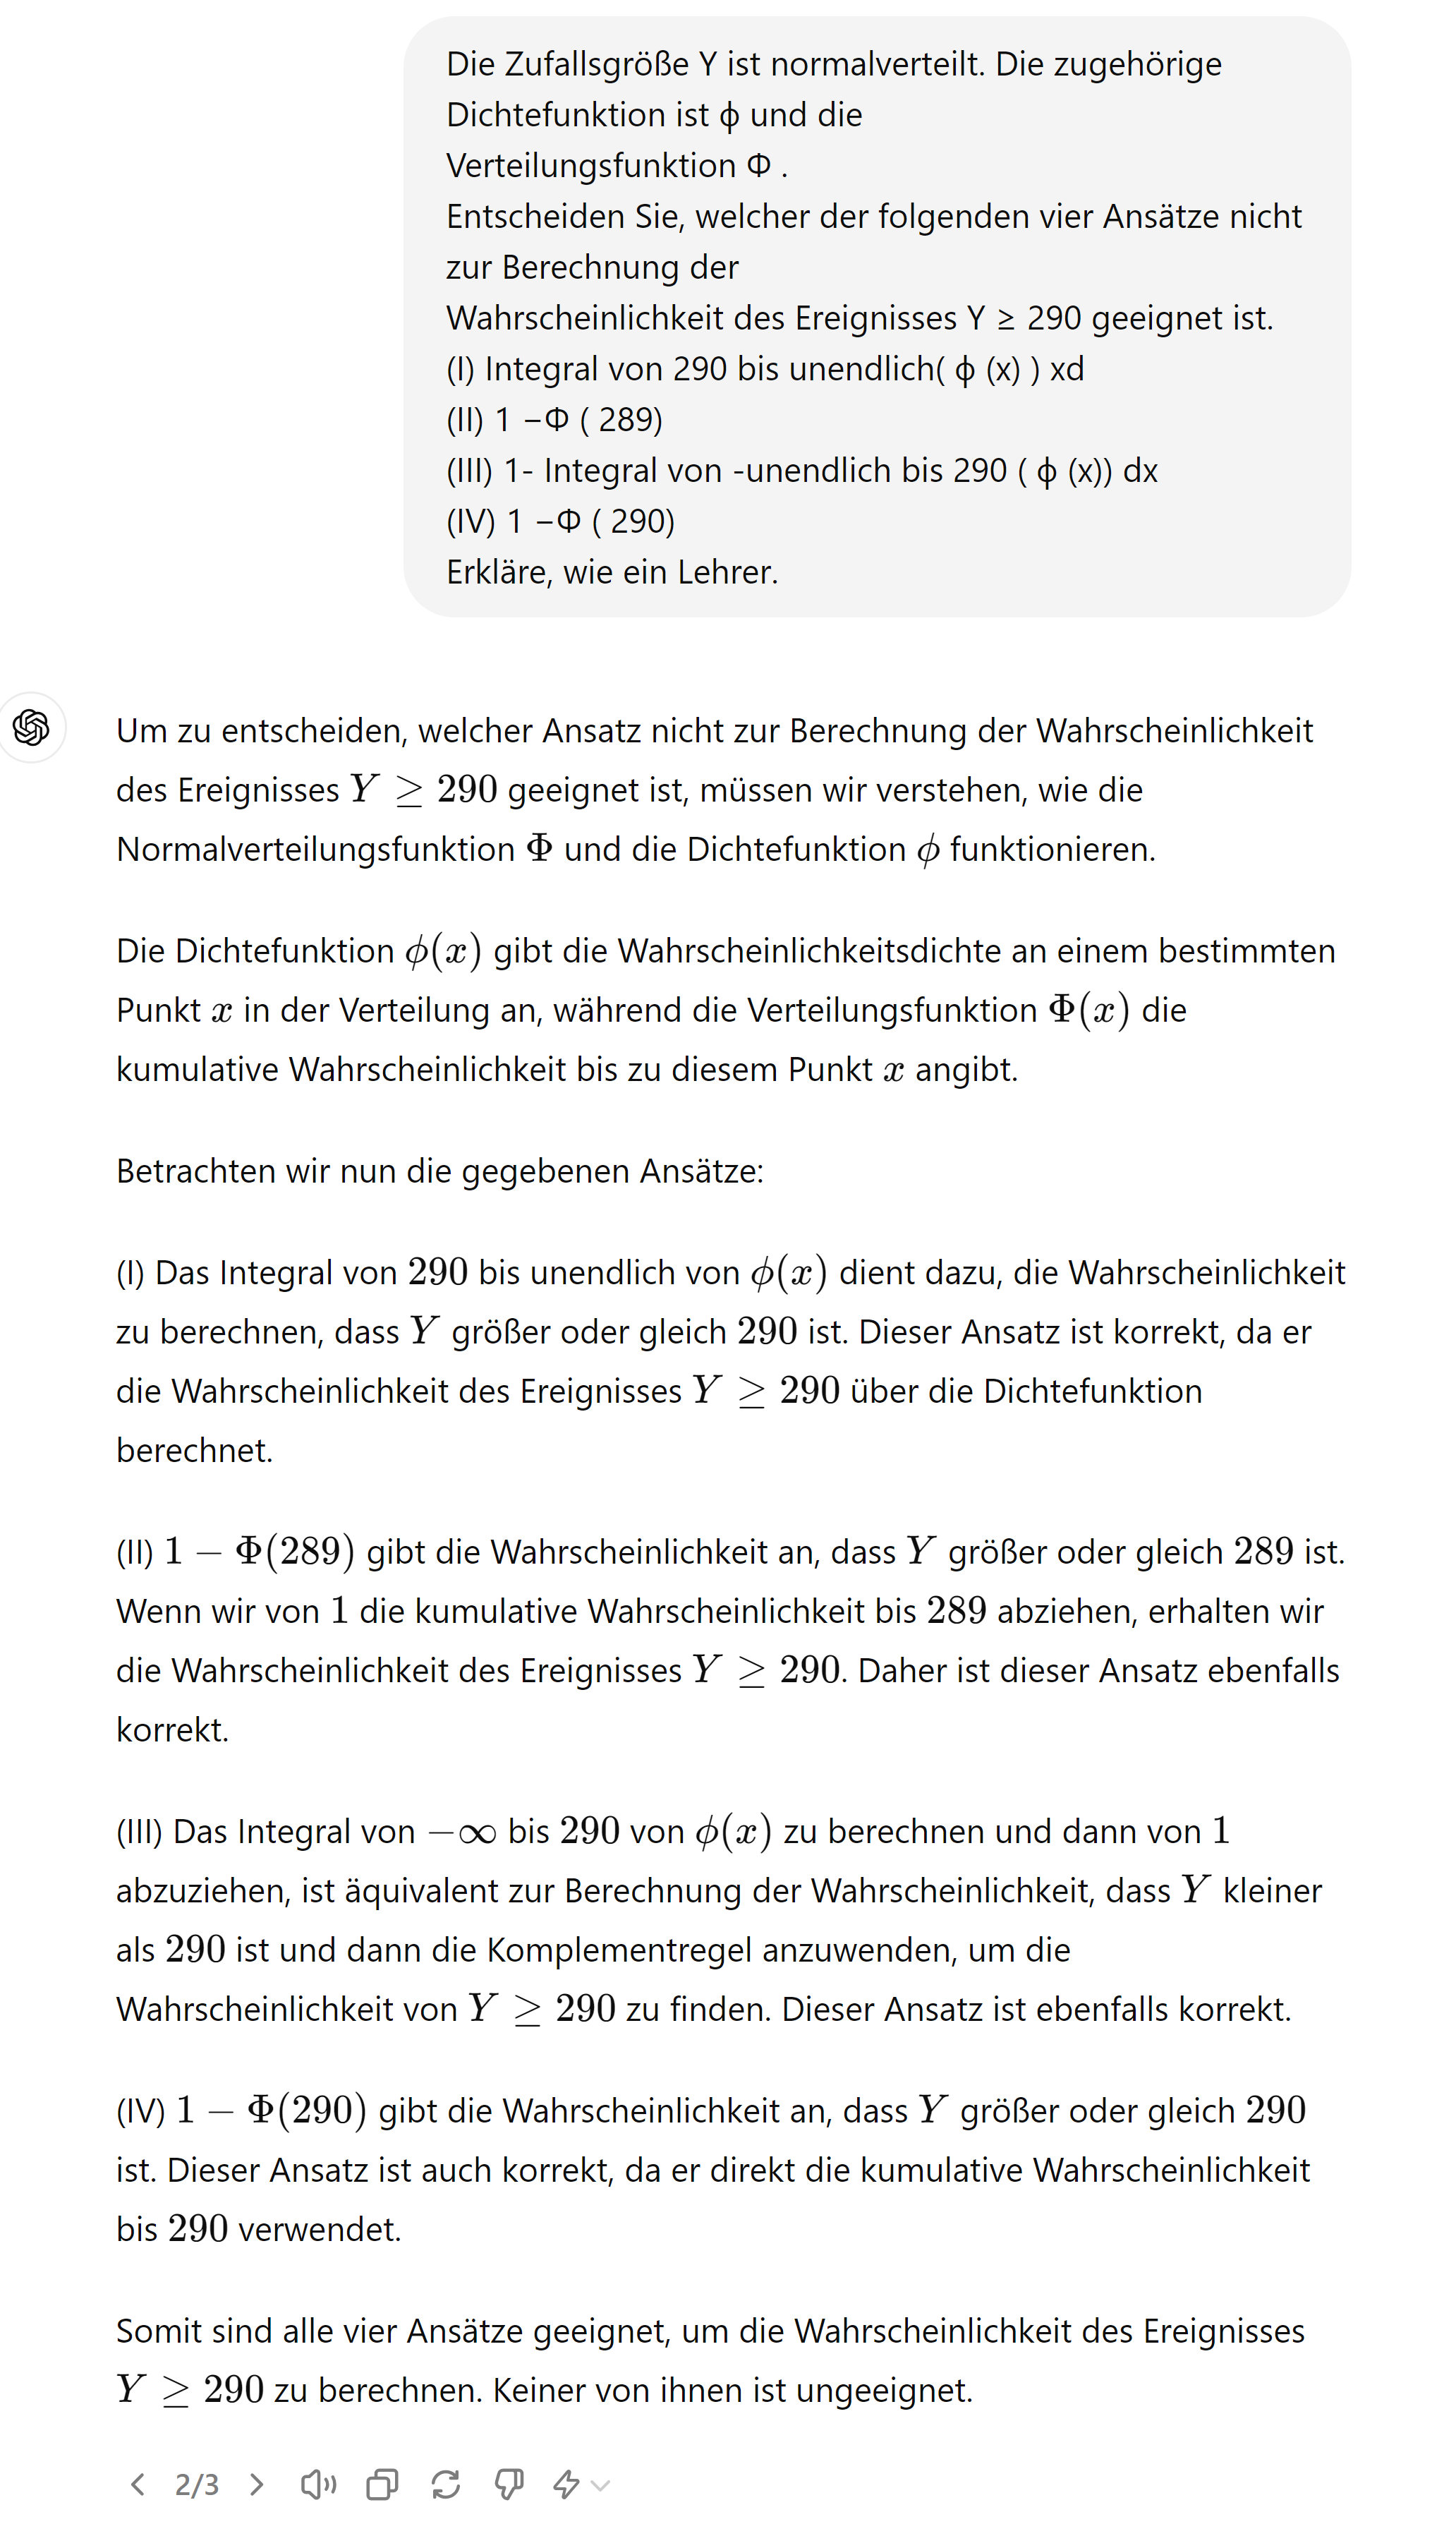 Die Zufallsgröße Y ist normalverteilt. Die zugehörige
Dichtefunktion ist ϕ und die
Verteilungsfunktion Φ .
Entscheiden Sie, welcher der folgenden vier Ansätze nicht
zur Berechnung der
Wahrscheinlichkeit des Ereignisses Y ≥ 290 geeignet ist.
(I) Integral von 290 bis unendlich( ϕ (x) ) xd
(II) 1 −Φ ( 289)
(III) 1- Integral von -unendlich bis 290 ( ϕ (x)) dx
(IV) 1 −Φ ( 290)
Erkläre, wie ein Lehrer.
Um zu entscheiden, welcher Ansatz nicht zur Berechnung der Wahrscheinlichkeit
des Ereignisses Y ≥ 290 geeignet ist, müssen wir verstehen, wie die
Normalverteilungsfunktion Φ und die Dichtefunktion ϕ funktionieren.
Die Dichtefunktion ϕ(x) gibt die Wahrscheinlichkeitsdichte an einem bestimmten
Punkt x in der Verteilung an, während die Verteilungsfunktion Φ(x) die
kumulative Wahrscheinlichkeit bis zu diesem Punkt x angibt.
Betrachten wir nun die gegebenen Ansätze:
(I) Das Integral von 290 bis unendlich von ϕ(x) dient dazu, die Wahrscheinlichkeit
zu berechnen, dass Y größer oder gleich 290 ist. Dieser Ansatz ist korrekt, da er
die Wahrscheinlichkeit des Ereignisses Y ≥ 290 über die Dichtefunktion
berechnet.
(II) 1 − Φ(289) gibt die Wahrscheinlichkeit an, dass Y größer oder gleich 289 ist.
Wenn wir von 1 die kumulative Wahrscheinlichkeit bis 289 abziehen, erhalten wir
die Wahrscheinlichkeit des Ereignisses Y ≥ 290. Daher ist dieser Ansatz ebenfalls
korrekt.
(III) Das Integral von −∞ bis 290 von ϕ(x) zu berechnen und dann von 1
abzuziehen, ist äquivalent zur Berechnung der Wahrscheinlichkeit, dass Y kleiner
als 290 ist und dann die Komplementregel anzuwenden, um die
Wahrscheinlichkeit von Y ≥ 290 zu finden. Dieser Ansatz ist ebenfalls korrekt.
(IV) 1 − Φ(290) gibt die Wahrscheinlichkeit an, dass Y größer oder gleich 290
ist. Dieser Ansatz ist auch korrekt, da er direkt die kumulative Wahrscheinlichkeit
bis 290 verwendet.
Somit sind alle vier Ansätze geeignet, um die Wahrscheinlichkeit des Ereignisses
Y ≥ 290 zu berechnen. Keiner von ihnen ist ungeeignet.
2/3